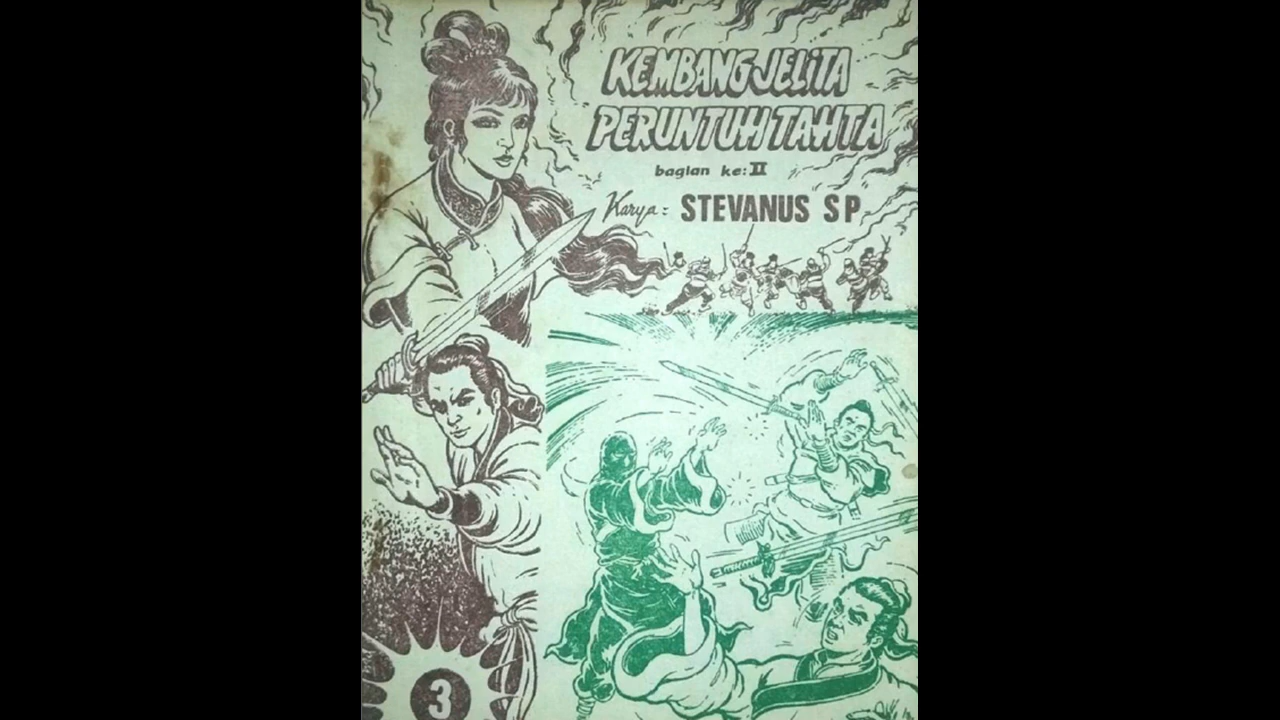 KEMBANG JELITA
PERUNTUH TAHTA
bagian ke: II
Karya: STEVANUS S P
3